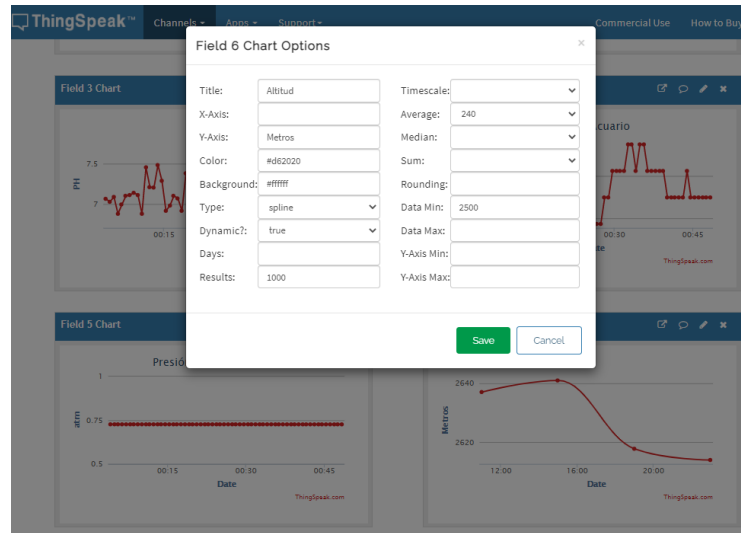 ThingSpeak™ Channels Apps Support Commercial Use How to Buy
Field 6 Chart Options ×
Title: Altitud Timescale:
X-Axis: Average: 240
Y-Axis: Metros Median:
Color: #d62020 Sum:
Background: #ffffff Rounding:
Type: spline Data Min: 2500
Dynamic?: true Data Max:
Days: Y-Axis Min:
Results: 1000 Y-Axis Max:
Save Cancel
Field 3 Chart
PH
7.5
7
00:15
cuario
00:30 00:45
ThingSpeak.com
Field 5 Chart
Presió
atm
1
0.75
0.5
00:15 00:30 00:45
Date
ThingSpeak.com
Metros
2640
2620
12:00 16:00 20:00
Date
ThingSpeak.com